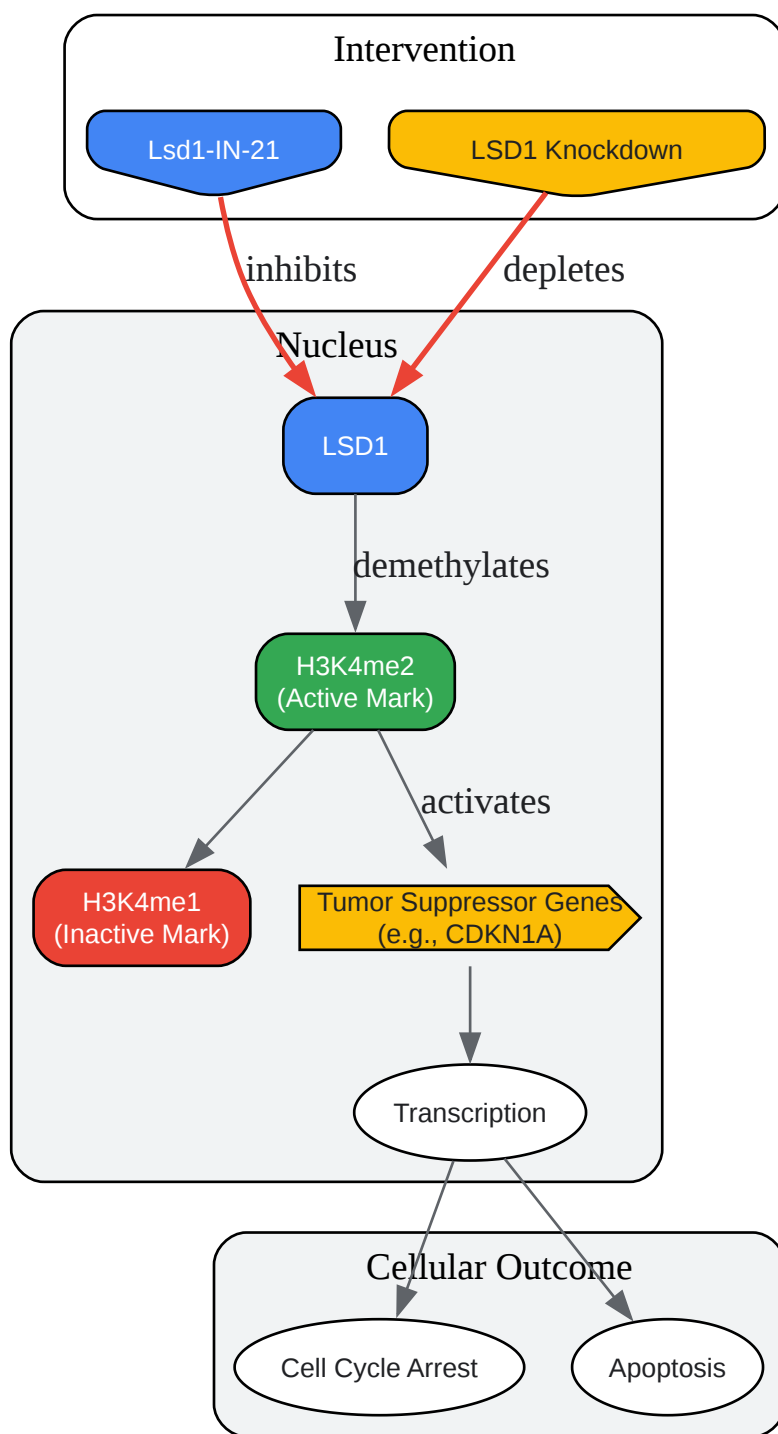 Intervention
Lsd1-IN-21
LSD1 Knockdown
inhibits
depletes
Nucleus
LSD1
demethylates
H3K4me2
(Active Mark)
activates
H3K4me1
(Inactive Mark)
Tumor Suppressor Genes
(e.g., CDKN1A)
Transcription
Cellular Outcome
Cell Cycle Arrest
Apoptosis